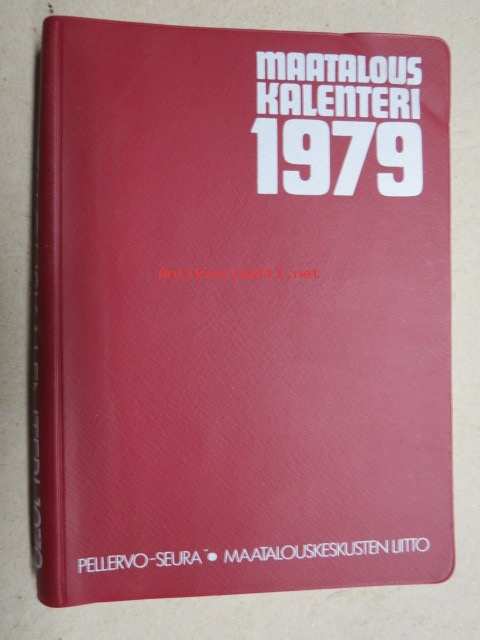 MAATALOUS
KALENTERI
1979
PELLERVO-SEURA • MAATALOUSKESKUSTEN LIITTO